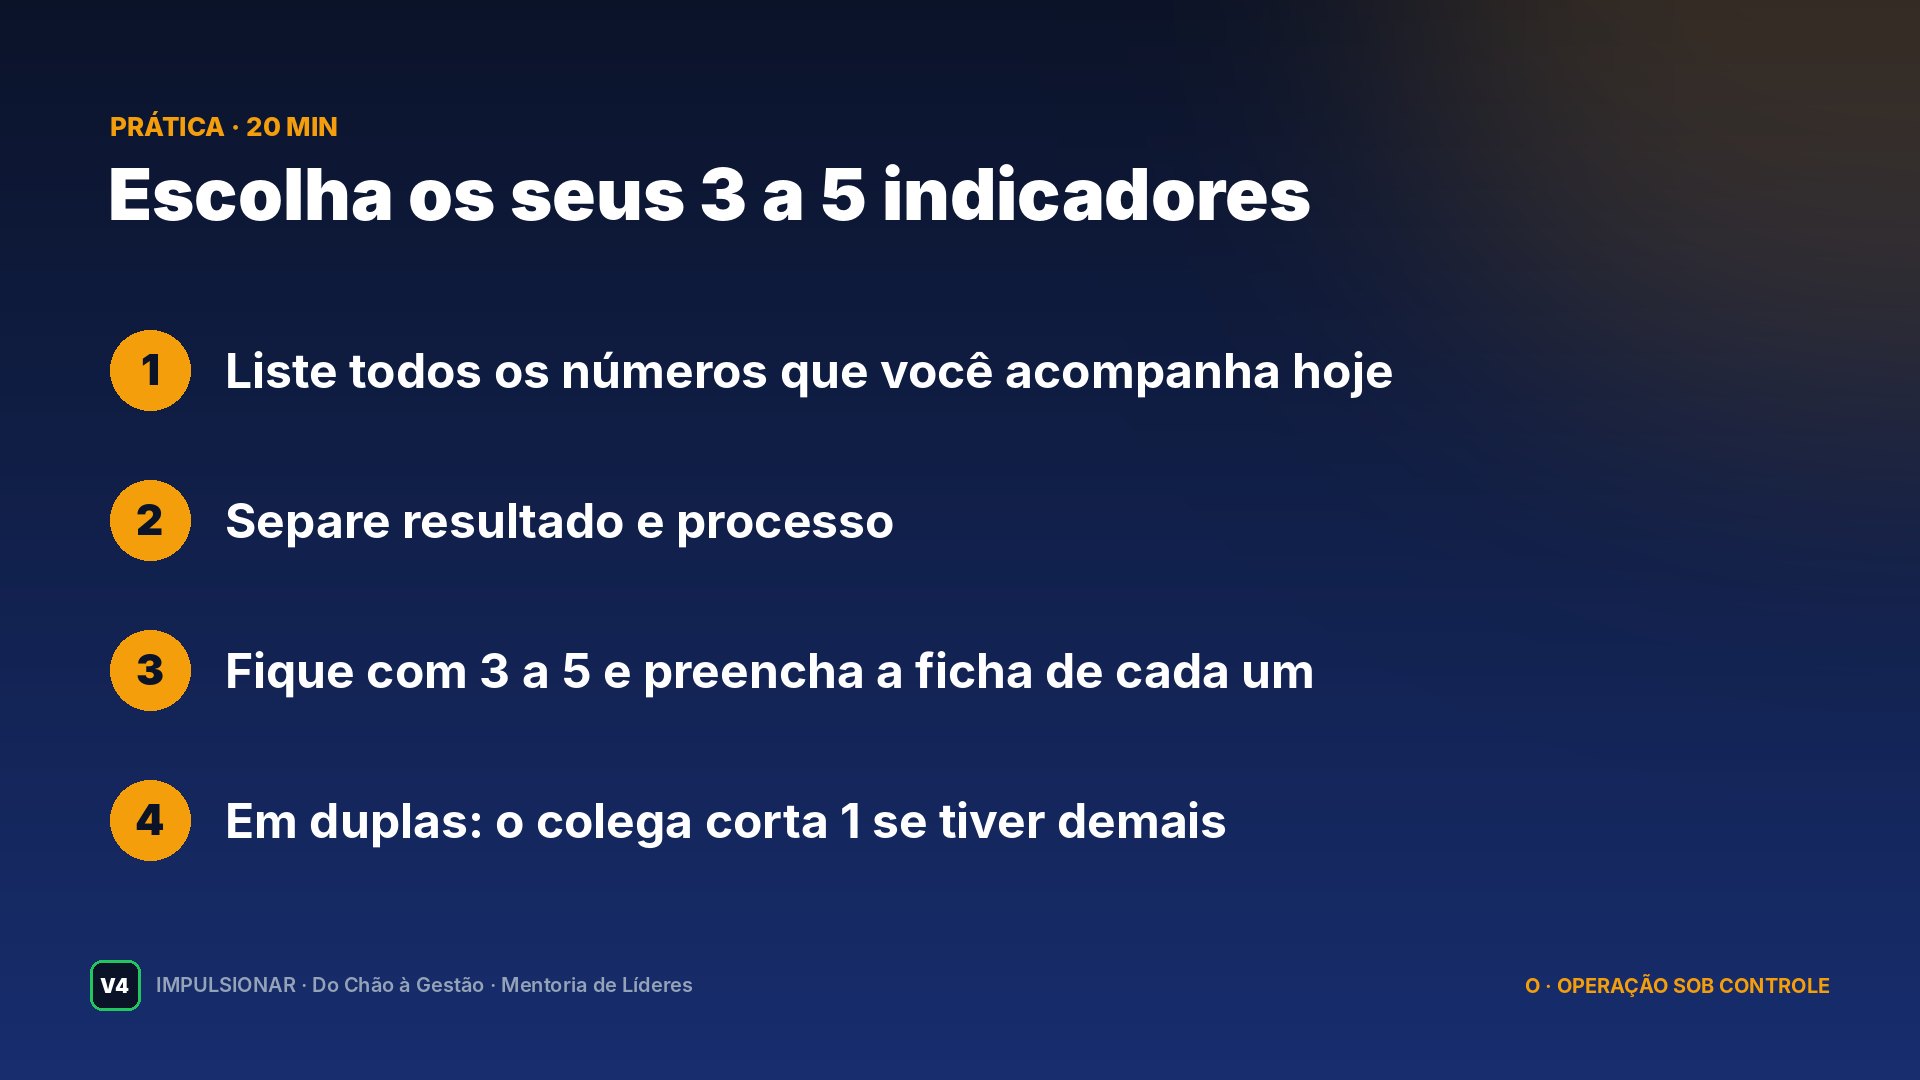 PRÁTICA · 20 MIN
Escolha os seus 3 a 5 indicadores
1 Liste todos os números que você acompanha hoje
2 Separe resultado e processo
3 Fique com 3 a 5 e preencha a ficha de cada um
4 Em duplas: o colega corta 1 se tiver demais
V4 IMPULSIONAR · Do Chão à Gestão · Mentoria de Líderes
O · OPERAÇÃO SOB CONTROLE